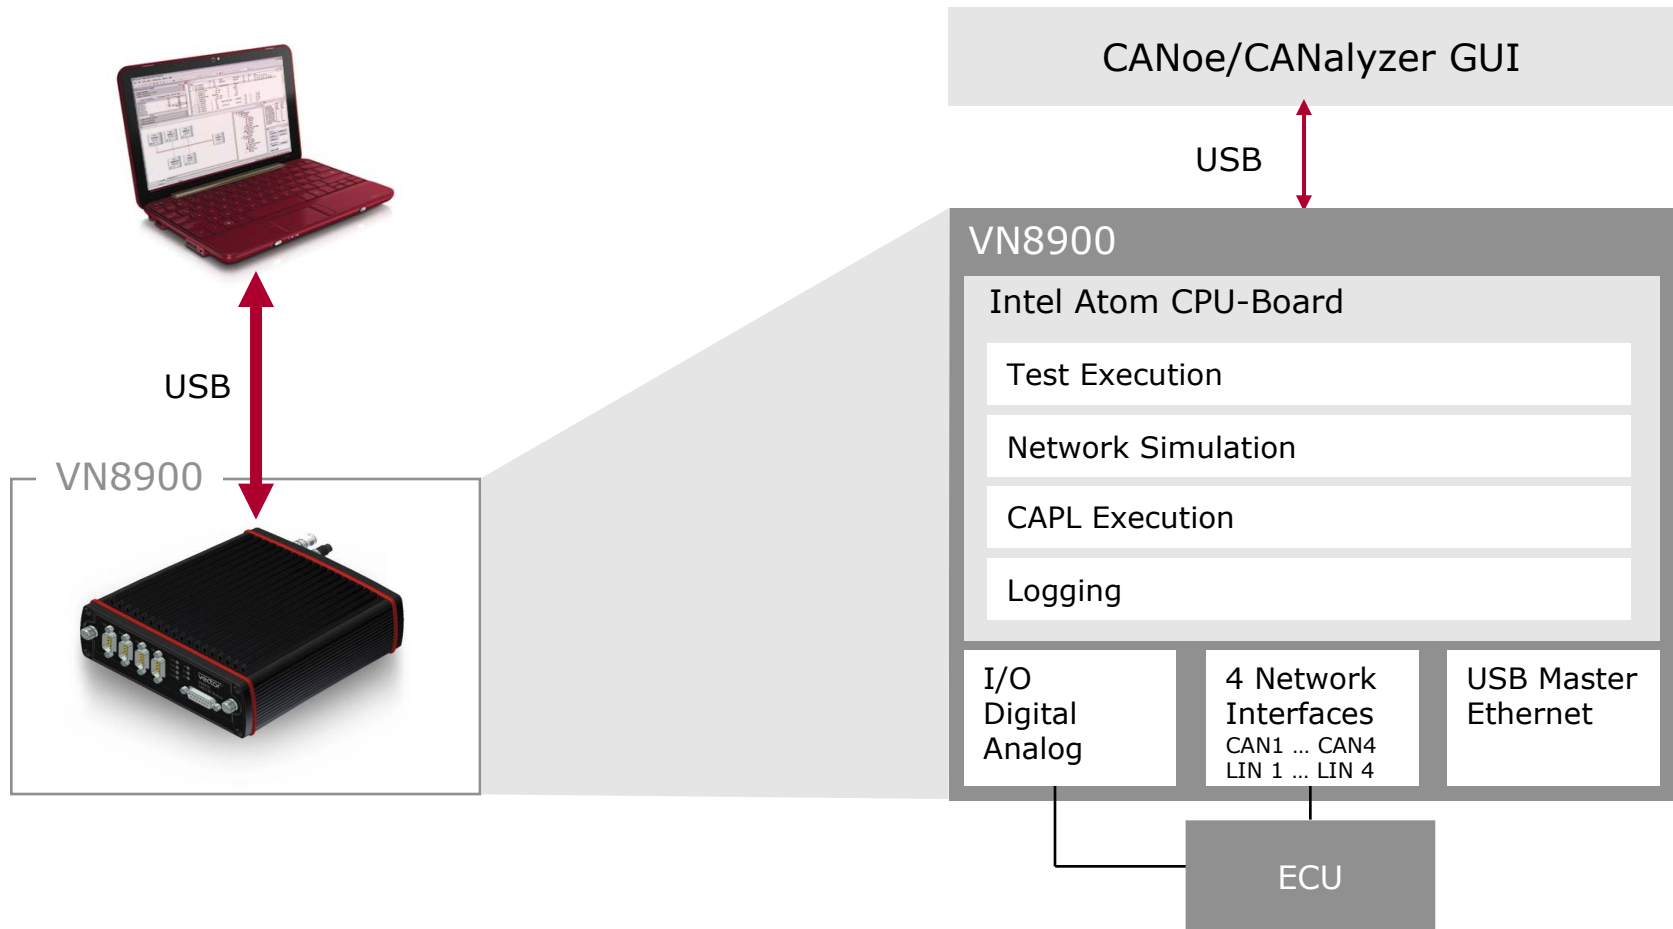 CANoe/CANalyzer GUI
USB
USB
VN8900
vector
VN8900
Intel Atom CPU-Board
Test Execution
Network Simulation
CAPL Execution
Logging
I/O
Digital
Analog
4 Network
Interfaces
CAN1 ... CAN4
LIN 1 ... LIN 4
USB Master
Ethernet
ECU